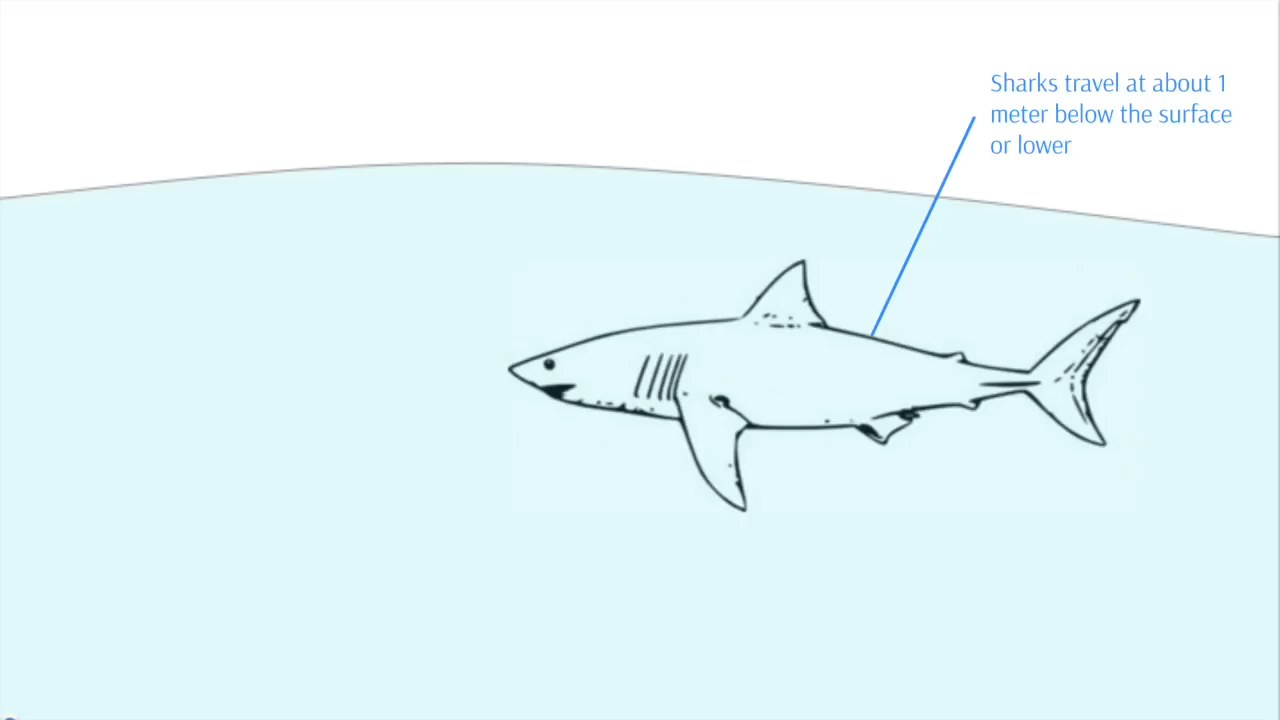 Sharks travel at about 1
meter below the surface
or lower